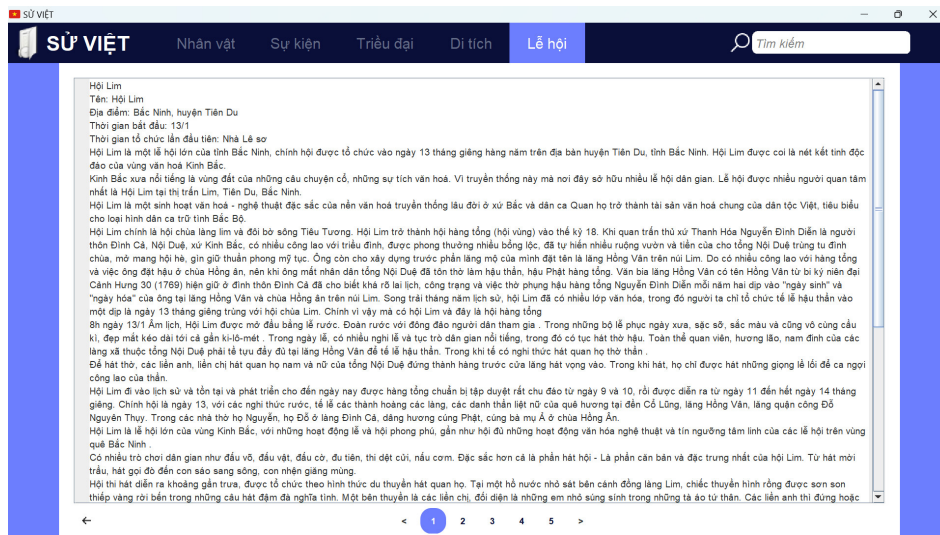 SỬ VIỆT
SỬ VIỆT
Nhân vật
Sự kiện
Triều đại
Di tích
Lễ hội
Tìm kiếm
Hội Lim
Tên: Hội Lim
Địa điểm: Bắc Ninh, huyện Tiên Du
Thời gian bắt đầu: 13/1
Thời gian tổ chức lần đầu tiên: Nhà Lê sơ
Hội Lim là một lễ hội lớn của tỉnh Bắc Ninh, chính hội được tổ chức vào ngày 13 tháng giêng hàng năm trên địa bàn huyện Tiên Du, tỉnh Bắc Ninh. Hội Lim được coi là nét kết tinh độc
đáo của vùng văn hoá Kinh Bắc.
Kinh Bắc xưa nổi tiếng là vùng đất của những câu chuyện cổ, những sự tích văn hoá. Vì truyền thống này mà nơi đây sở hữu nhiều lễ hội dân gian. Lễ hội được nhiều người quan tâm
nhất là Hội Lim tại thị trấn Lim, Tiên Du, Bắc Ninh.
Hội Lim là một sinh hoạt văn hoá - nghệ thuật đặc sắc của nền văn hoá truyền thống lâu đời ở xứ Bắc và dân ca Quan họ trở thành tài sản văn hoá chung của dân tộc Việt, tiêu biểu
cho loại hình dân ca trữ tình Bắc Bộ.
Hội Lim chính là hội chùa làng lim và đôi bờ sông Tiêu Tương. Hội Lim trở thành hội hàng tổng (hội vùng) vào thế kỷ 18. Khi quan trấn thủ xứ Thanh Hóa Nguyễn Đình Diễn là người
thôn Đình Cả, Nội Duệ, xứ Kinh Bắc, có nhiều công lao với triều đình, được phong thưởng nhiều bổng lộc, đã tự hiến nhiều ruộng vườn và tiền của cho tổng Nội Duệ trùng tu đình
chùa, mở mang hội hè, gìn giữ thuần phong mỹ tục. Ông còn cho xây dựng trước phần lăng mộ của mình đặt tên là lăng Hồng Vân trên núi Lim. Do có nhiều công lao với hàng tổng
và việc ông đặt hậu ở chùa Hồng ân, nên khi ông mất nhân dân tổng Nội Duệ đã tôn thờ làm hậu thần, hậu Phật hàng tổng. Văn bia lăng Hồng Vân có tên Hồng Vân từ bi ký niên đại
Cảnh Hưng 30 (1769) hiện giữ ở đình thôn Đình Cả đã cho biết khá rõ lai lịch, công trạng và việc thờ phụng hậu hàng tổng Nguyễn Đình Diễn mỗi năm hai dịp vào "ngày sinh" và
"ngày hóa" của ông tại lăng Hồng Vân và chùa Hồng ân trên núi Lim. Song trải tháng năm lịch sử, hội Lim đã có nhiều lớp văn hóa, trong đó người ta chỉ tổ chức tế lễ hậu thần vào
một dịp là ngày 13 tháng giêng trùng với hội chùa Lim. Chính vì vậy mà có hội Lim và đây là hội hàng tổng
8h ngày 13/1 Âm lịch, Hội Lim được mở đầu bằng lễ rước. Đoàn rước với đông đảo người dân tham gia . Trong những bộ lễ phục ngày xưa, sặc sỡ, sắc màu và cũng vô cùng cầu
kì, đẹp mắt kéo dài tới cả gần ki-lô-mét . Trong ngày lễ, có nhiều nghi lễ và tục trò dân gian nổi tiếng, trong đó có tục hát thờ hậu. Toàn thể quan viên, hương lão, nam đinh của các
làng xã thuộc tổng Nội Duệ phải tề tựu đầy đủ tại lăng Hồng Vân để tế lễ hậu thần. Trong khi tế có nghi thức hát quan họ thờ thần .
Để hát thờ, các liền anh, liền chị hát quan họ nam và nữ của tổng Nội Duệ đứng thành hàng trước cửa lăng hát vọng vào. Trong khi hát, họ chỉ được hát những giọng lề lối để ca ngợi
công lao của thần.
Hội Lim đi vào lịch sử và tồn tại và phát triển cho đến ngày nay được hàng tổng chuẩn bị tập duyệt rất chu đáo từ ngày 9 và 10, rồi được diễn ra từ ngày 11 đến hết ngày 14 tháng
giêng. Chính hội là ngày 13, với các nghi thức rước, tế lễ các thành hoàng các làng, các danh thần liệt nữ của quê hương tại đền Cổ Lũng, lăng Hồng Vân, lăng quận công Đỗ
Nguyên Thụy. Trong các nhà thờ họ Nguyễn, họ Đỗ ở làng Đình Cả, dâng hương cúng Phật, cúng bà mụ Ả ở chùa Hồng Ân.
Hội Lim là lễ hội lớn của vùng Kinh Bắc, với những hoạt động lễ và hội phong phú, gần như hội đủ những hoạt động văn hóa nghệ thuật và tín ngưỡng tâm linh của các lễ hội trên vùng
quê Bắc Ninh .
Có nhiều trò chơi dân gian như đấu võ, đấu vật, đấu cờ, đu tiên, thi dệt cửi, nấu cơm. Đặc sắc hơn cả là phần hát hội - Là phần căn bản và đặc trưng nhất của hội Lim. Từ hát mời
trầu, hát gọi đò đến con sáo sang sông, con nhện giăng mùng.
Hội thi hát diễn ra khoảng gần trưa, được tổ chức theo hình thức du thuyền hát quan họ. Tại một hồ nước nhỏ sát bên cánh đồng làng Lim, chiếc thuyền hình rồng được sơn son
thiếp vàng rời bến trong những câu hát đậm đà nghĩa tình. Một bên thuyền là các liền chị, đối diện là những em nhỏ súng sính trong những tà áo tứ thân. Các liền anh thì đứng hoặc
< 1 2 3 4 5 >